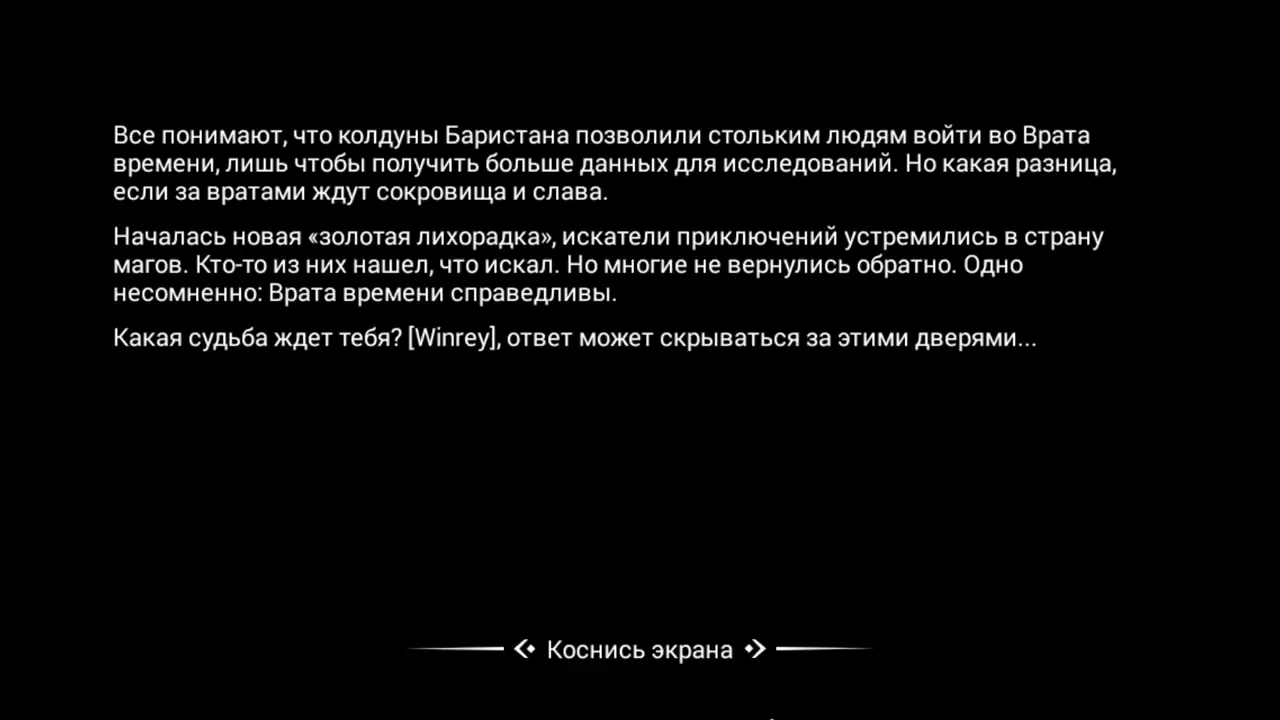 Все понимают, что колдуны Баристана позволили стольким людям войти во Врата
времени, лишь чтобы получить больше данных для исследований. Но какая разница,
если за вратами ждут сокровища и слава.
Началась новая «золотая лихорадка», искатели приключений устремились в страну
магов. Кто-то из них нашел, что искал. Но многие не вернулись обратно. Одно
несомненно: Врата времени справедливы.
Какая судьба ждет тебя? [Winrey], ответ может скрываться за этими дверями...
Коснись экрана